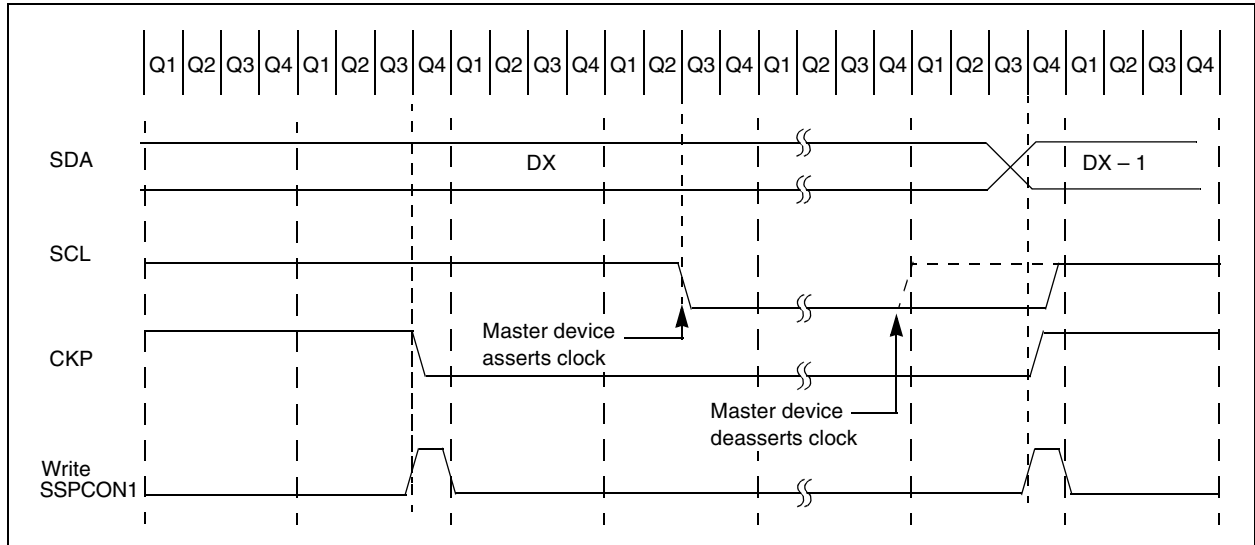 Q1 Q2 Q3 Q4 Q1 Q2 Q3 Q4 Q1 Q2 Q3 Q4 Q1 Q2 Q3 Q4 Q1 Q2 Q3 Q4 Q1 Q2 Q3 Q4 Q1 Q2 Q3 Q4
SDA
DX
DX – 1
SCL
Master device
asserts clock
CKP
Master device
deasserts clock
Write
SSPCON1